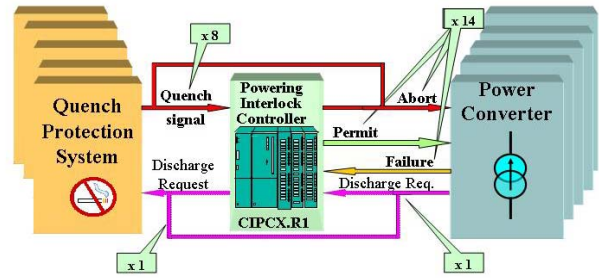 x 8
x 14
Quench
Protection
System
Quench
signal
Powering
Interlock
Controller
CIPCX.R1
Abort
Permit
Failure
Discharge
Request
Discharge Req.
Power
Converter
x 1
x 1